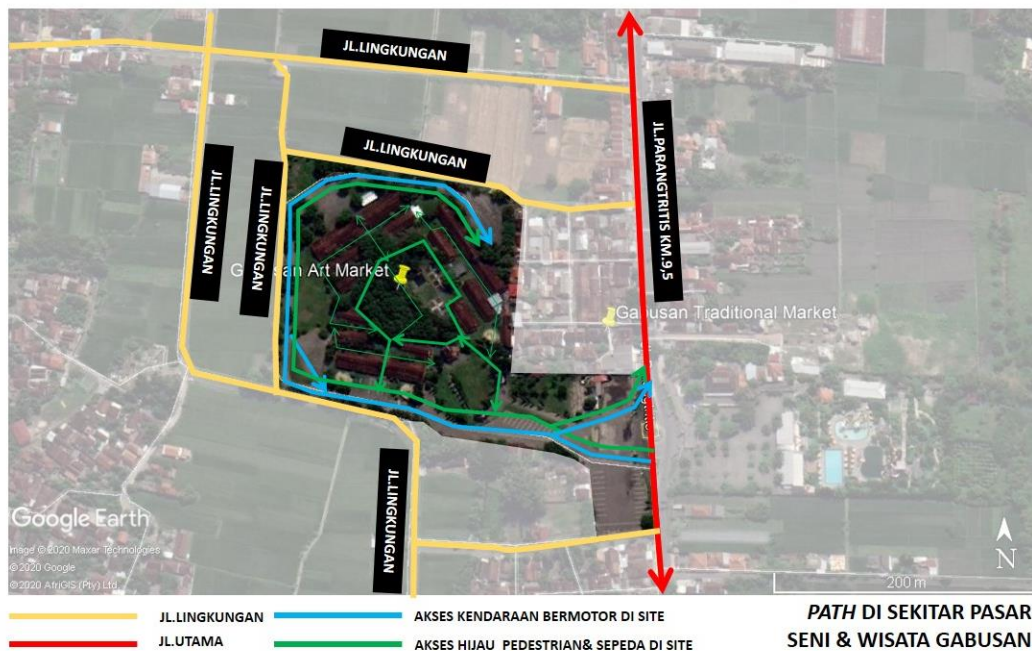 JL.LINGKUNGAN
JL.PARANGTRITIS KM.9,5
JL.LINGKUNGAN
JL.LINGKUNGAN
JL.LINGKUNGAN
Gabusan Art Market
Gabusan Traditional Market
JL.LINGKUNGAN
Google Earth
Image © 2020 Maxar Technologies
© 2020 Google
© 2020 AfriGIS (Pty) Ltd.
N
200 m
JL.LINGKUNGAN
AKSES KENDARAAN BERMOTOR DI SITE
JL.UTAMA
AKSES HIJAU PEDESTRIAN& SEPEDA DI SITE
PATH DI SEKITAR PASAR
SENI & WISATA GABUSAN